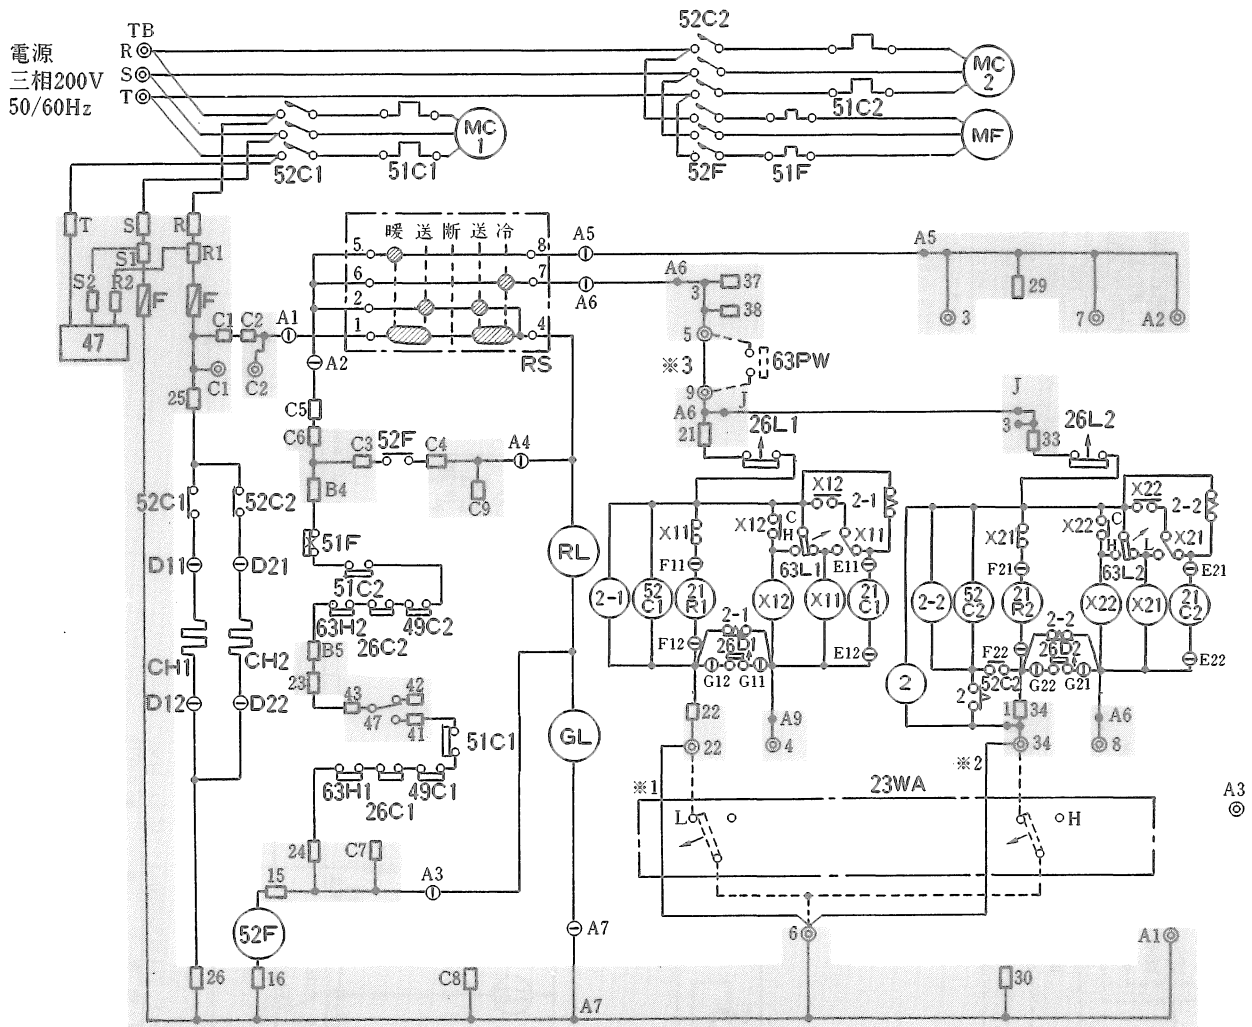 TB
電源
三相200V
50/60Hz
R
S
T
52C2
MC
2
51C2
MC
1
52C1
51C1
MF
52F
51F
T
S
R
S1
R1
S2
R2
F
F
47
C1
C2
A1
C1
C2
25
暖
送
断
送
冷
5
8
6
7
2
1
4
RS
A5
A6
A2
A5
3
29
7
A2
A6
3
37
38
5
※3
63PW
9
A6
J
21
26L1
J
3
33
26L2
C5
C6
C3
52F
C4
A4
B4
C9
52C1
52C2
D11
D21
51F
51C2
63H2
49C2
26C2
B5
23
43
42
47
41
51C1
63H1
49C1
26C1
CH1
CH2
D12
D22
RL
GL
24
C7
15
A3
52F
26
16
C8
A7
A7
X12
2-1
X11
X12
C
H
X11
F11
63L1
E11
2-1
52
C1
21
R1
X12
X11
21
C1
2-1
F12
26D1
E12
G12
G11
22
A9
22
4
X22
2-2
X21
X22
C
H
L
X21
F21
63L2
E21
2-2
52
C2
21
R2
X22
X21
21
C2
2-2
F22
26D2
E22
52C2
G22
G21
2
2
1
34
A6
34
8
※1
※2
23WA
L
H
A3
6
A1
30